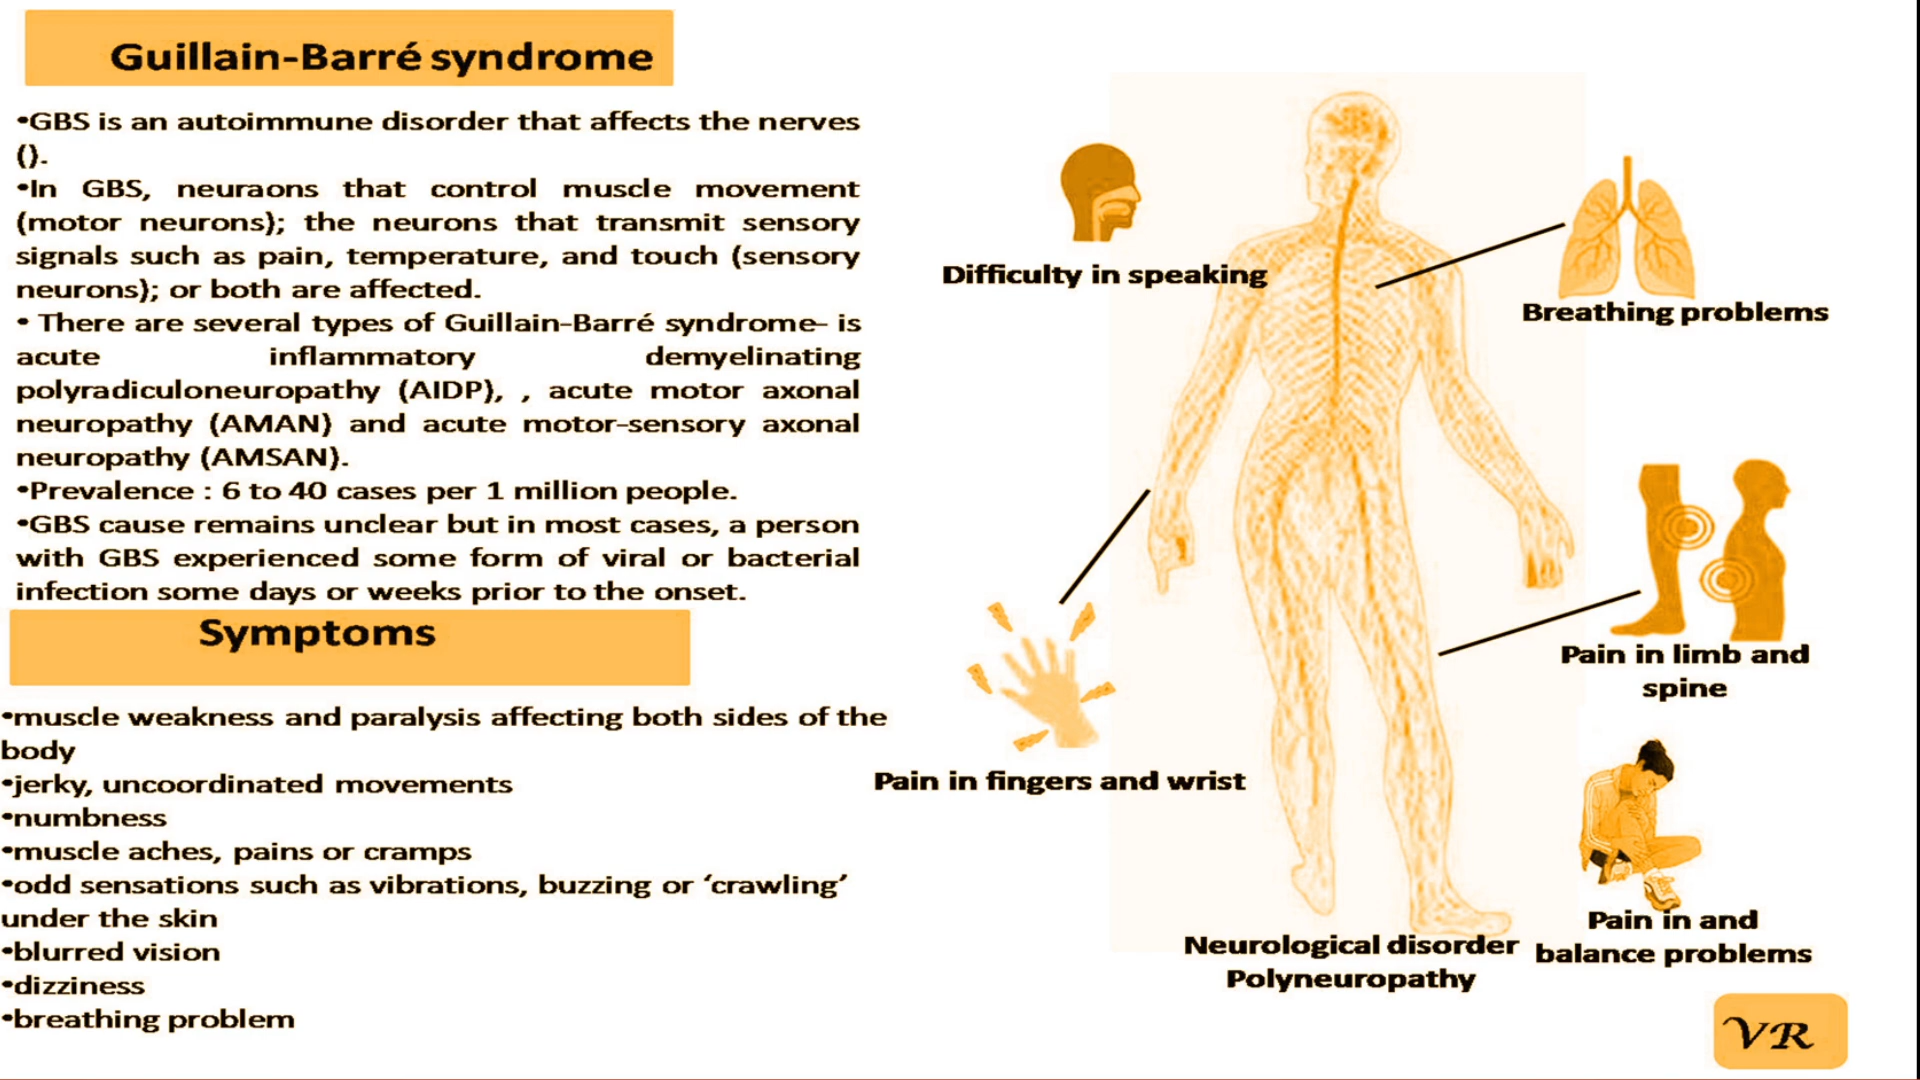 Guillain-Barré syndrome
•GBS is an autoimmune disorder that affects the nerves
().
•In GBS, neuraons that control muscle movement
(motor neurons); the neurons that transmit sensory
signals such as pain, temperature, and touch (sensory
neurons); or both are affected.
• There are several types of Guillain-Barré syndrome- is
acute inflammatory demyelinating
polyradiculoneuropathy (AIDP), , acute motor axonal
neuropathy (AMAN) and acute motor-sensory axonal
neuropathy (AMSAN).
•Prevalence : 6 to 40 cases per 1 million people.
•GBS cause remains unclear but in most cases, a person
with GBS experienced some form of viral or bacterial
infection some days or weeks prior to the onset.
Symptoms
•muscle weakness and paralysis affecting both sides of the
body
•jerky, uncoordinated movements
•numbness
•muscle aches, pains or cramps
•odd sensations such as vibrations, buzzing or ‘crawling’
under the skin
•blurred vision
•dizziness
•breathing problem
Difficulty in speaking
Breathing problems
Pain in limb and
spine
Pain in fingers and wrist
Pain in and
balance problems
Neurological disorder
Polyneuropathy
VR